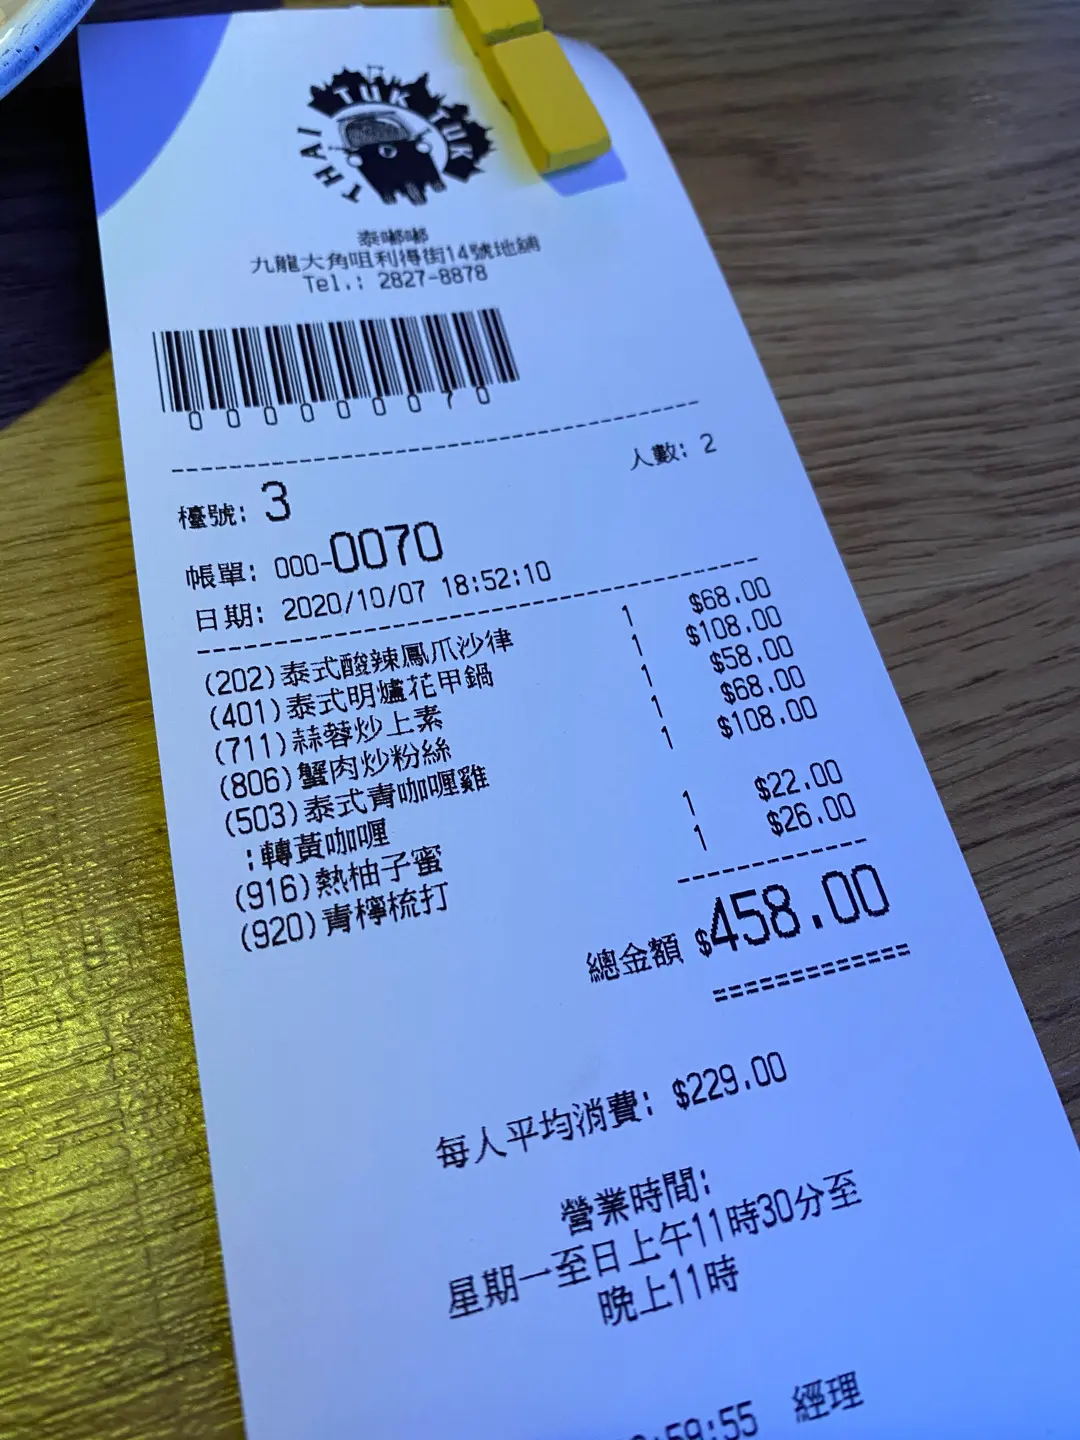 THAI TUK TUK
泰嘟嘟
九龍大角咀利得街14號地舖
Tel.: 2827-8878
00000070
人數: 2
檯號: 3
帳單: 000-0070
日期: 2020/10/07 18:52:10
(202)泰式酸辣鳳爪沙律 1 $68.00
(401)泰式明爐花甲鍋 1 $108.00
(711)蒜蓉炒上素 1 $58.00
(806)蟹肉炒粉絲 1 $68.00
(503)泰式青咖喱雞 1 $108.00
:轉黃咖喱
(916)熱柚子蜜 1 $22.00
(920)青檸梳打 1 $26.00
總金額 $458.00
每人平均消費: $229.00
營業時間:
星期一至日上午11時30分至
晚上11時
:59:55 經理